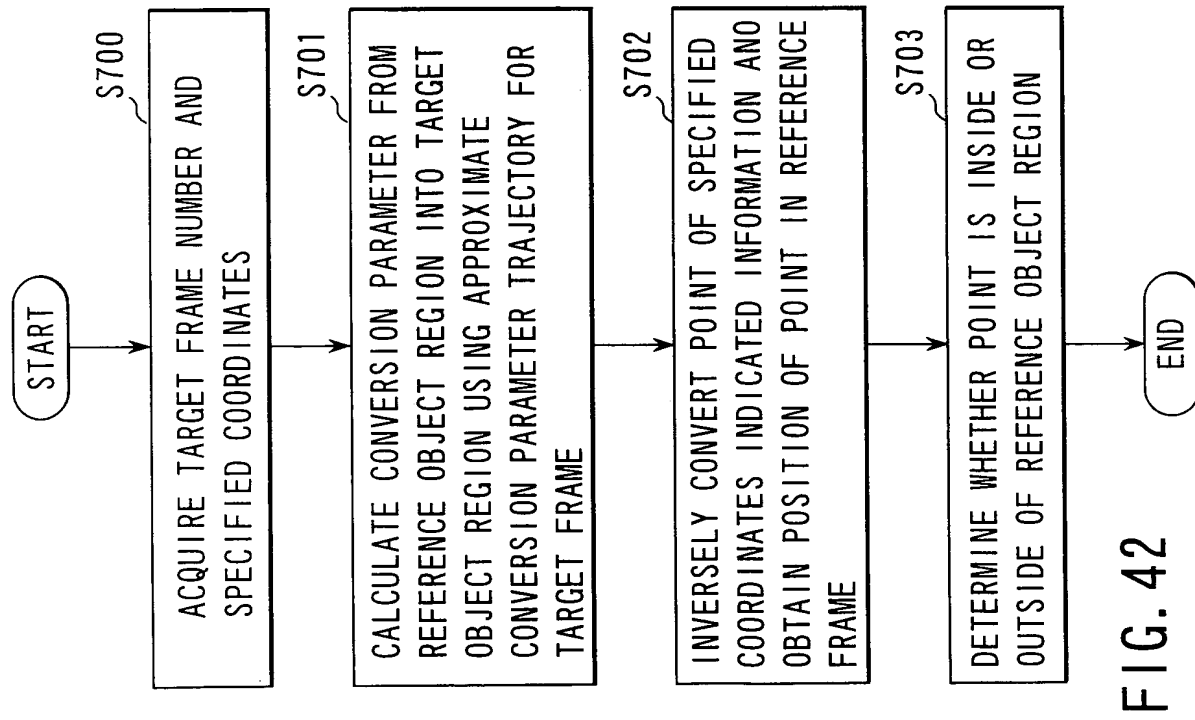 START
S700
ACQUIRE TARGET FRAME NUMBER AND
SPECIFIED COORDINATES
S701
CALCULATE CONVERSION PARAMETER FROM
REFERENCE OBJECT REGION INTO TARGET
OBJECT REGION USING APPROXIMATE
CONVERSION PARAMETER TRAJECTORY FOR
TARGET FRAME
S702
INVERSELY CONVERT POINT OF SPECIFIED
COORDINATES INDICATED INFORMATION ANO
OBTAIN POSITION OF POINT IN REFERENCE
FRAME
S703
DETERMINE WHETHER POINT IS INSIDE OR
OUTSIDE OF REFERENCE OBJECT REGION
END
FIG. 42